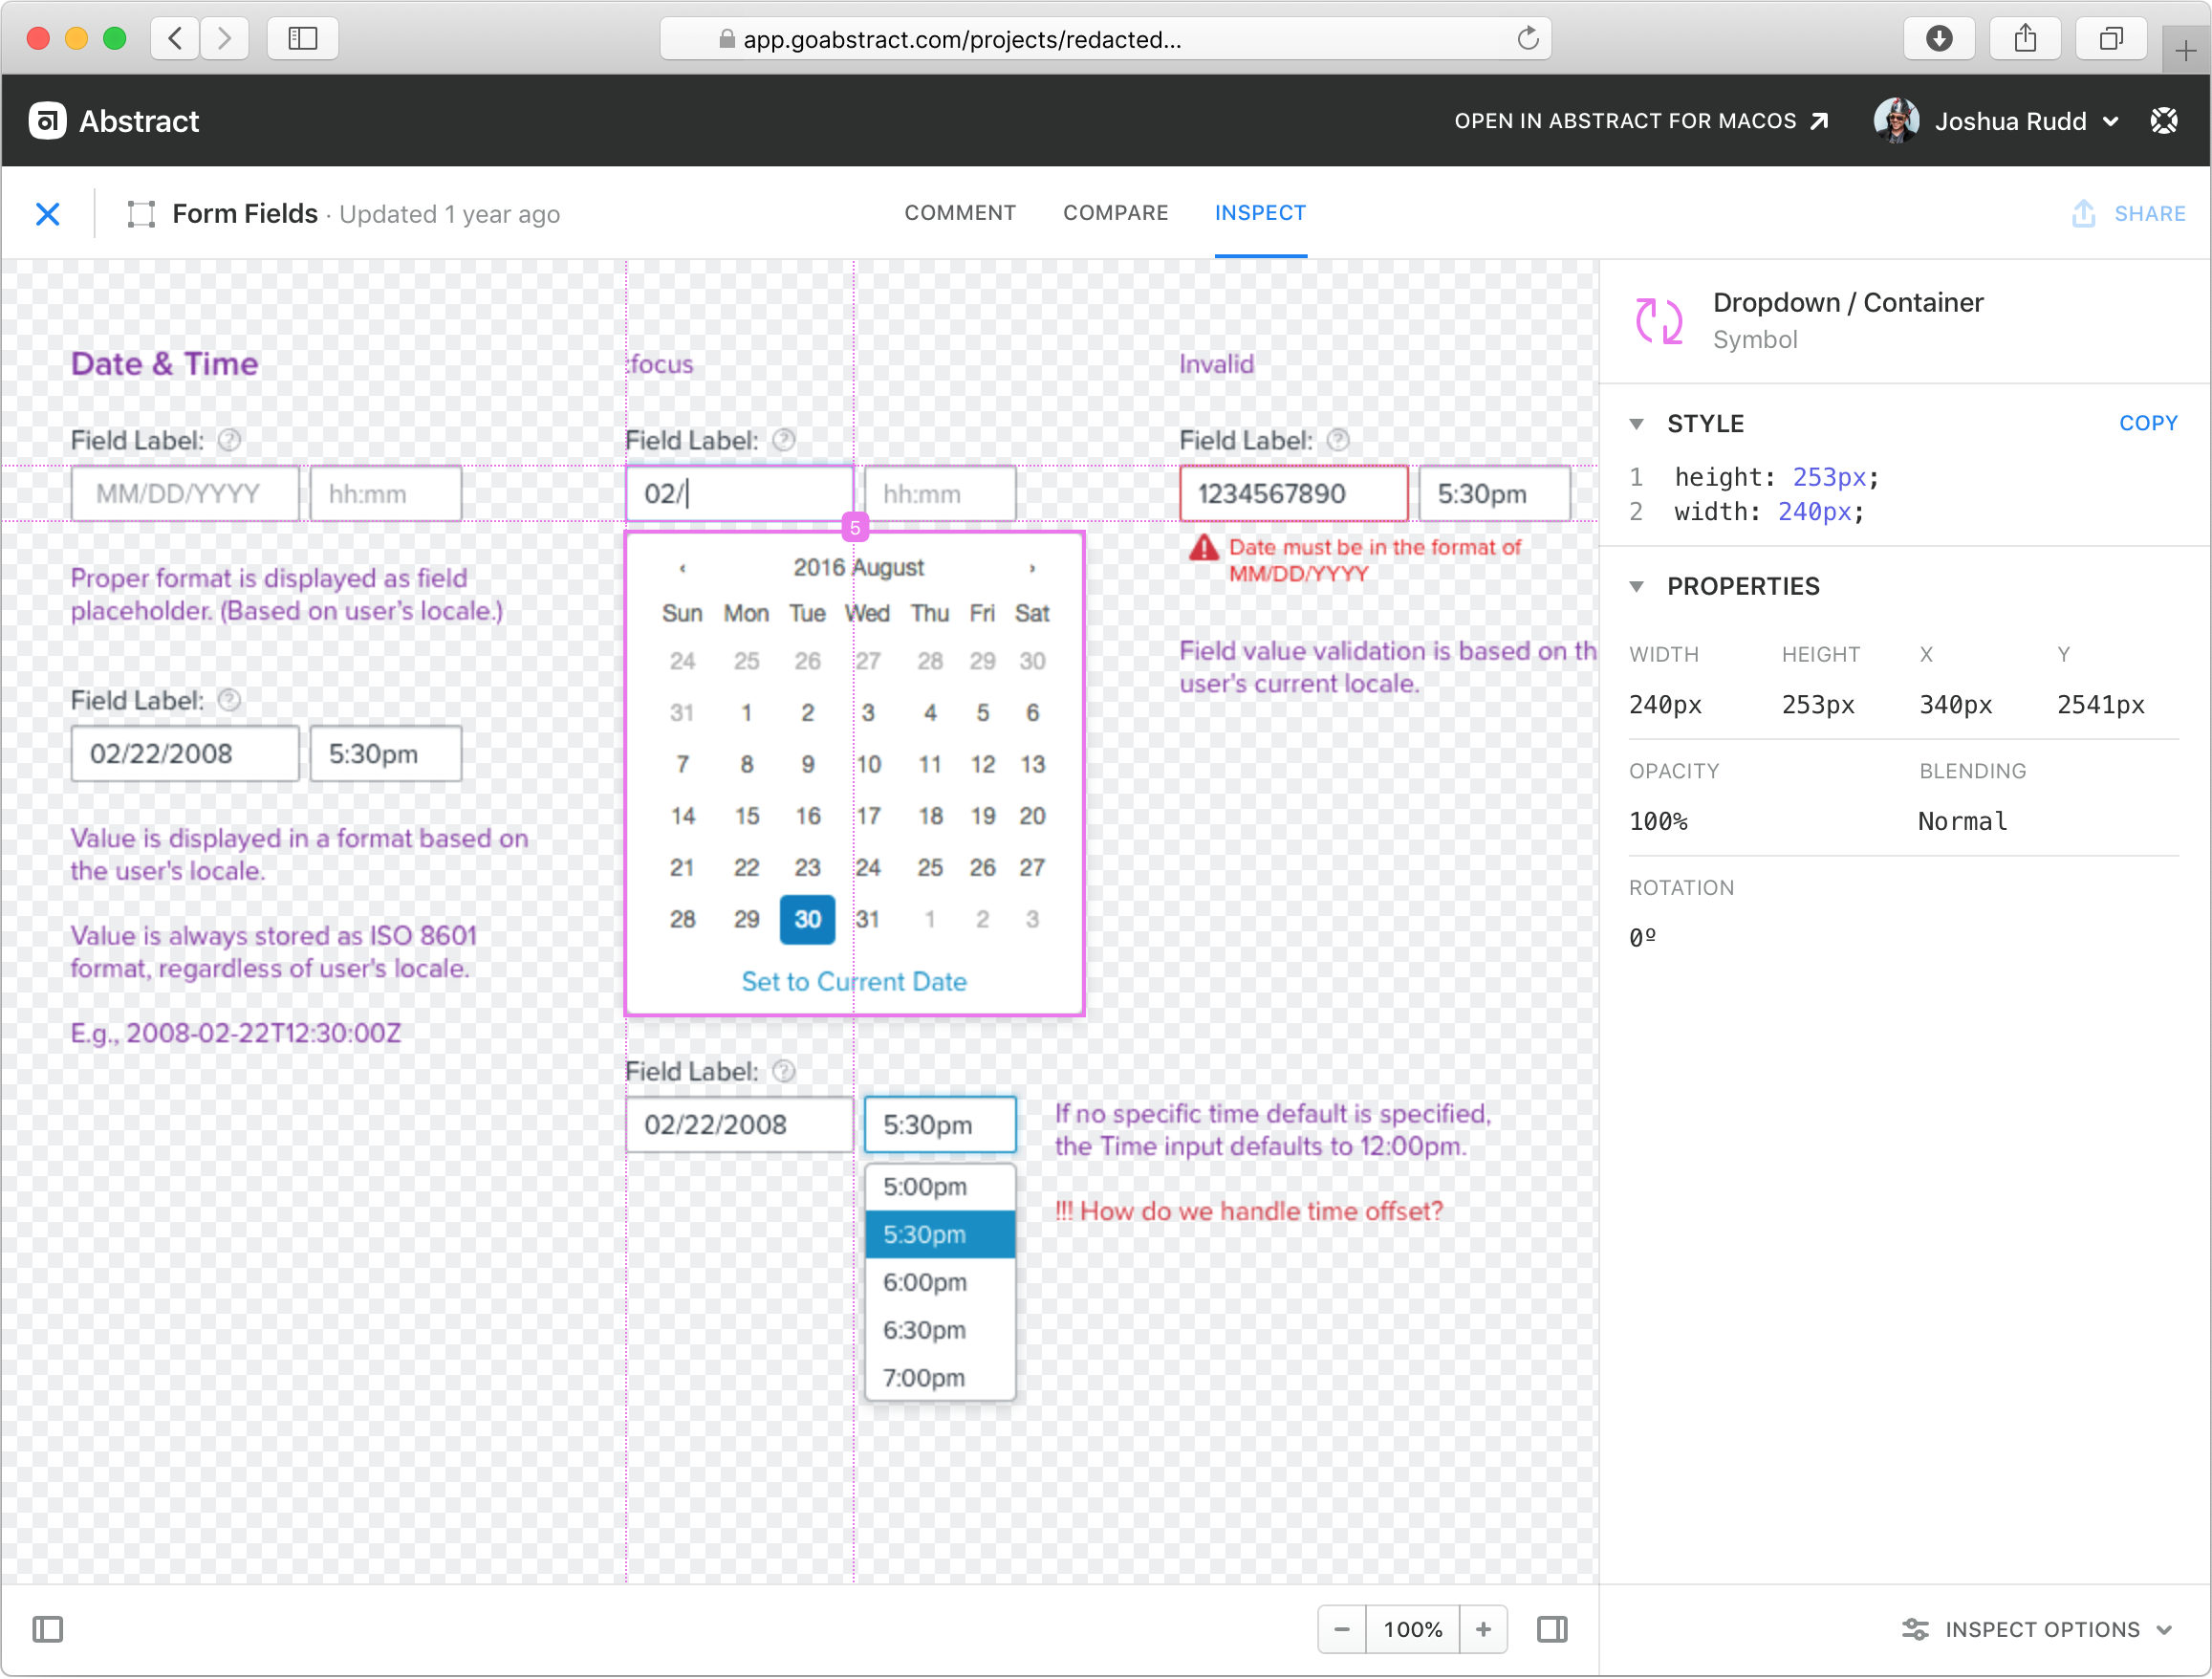 app.goabstract.com/projects/redacted...
Abstract
OPEN IN ABSTRACT FOR MACOS
Joshua Rudd
Form Fields · Updated 1 year ago
COMMENT
COMPARE
INSPECT
SHARE
Date & Time
Field Label: ?
MM/DD/YYYY
hh:mm
Proper format is displayed as field
placeholder. (Based on user's locale.)
Field Label: ?
02/22/2008
5:30pm
Value is displayed in a format based on
the user's locale.
Value is always stored as ISO 8601
format, regardless of user's locale.
E.g., 2008-02-22T12:30:00Z
:focus
Field Label: ?
02/
hh:mm
5
‹ 2016 August ›
Sun Mon Tue Wed Thu Fri Sat
24 25 26 27 28 29 30
31 1 2 3 4 5 6
7 8 9 10 11 12 13
14 15 16 17 18 19 20
21 22 23 24 25 26 27
28 29 30 31 1 2 3
Set to Current Date
Field Label: ?
02/22/2008
5:30pm
5:00pm
5:30pm
6:00pm
6:30pm
7:00pm
If no specific time default is specified,
the Time input defaults to 12:00pm.
!!! How do we handle time offset?
Invalid
Field Label: ?
1234567890
5:30pm
Date must be in the format of
MM/DD/YYYY
Field value validation is based on th
user's current locale.
Dropdown / Container
Symbol
STYLE
COPY
1 height: 253px;
2 width: 240px;
PROPERTIES
WIDTH HEIGHT X Y
240px 253px 340px 2541px
OPACITY BLENDING
100% Normal
ROTATION
0º
− 100% +
INSPECT OPTIONS